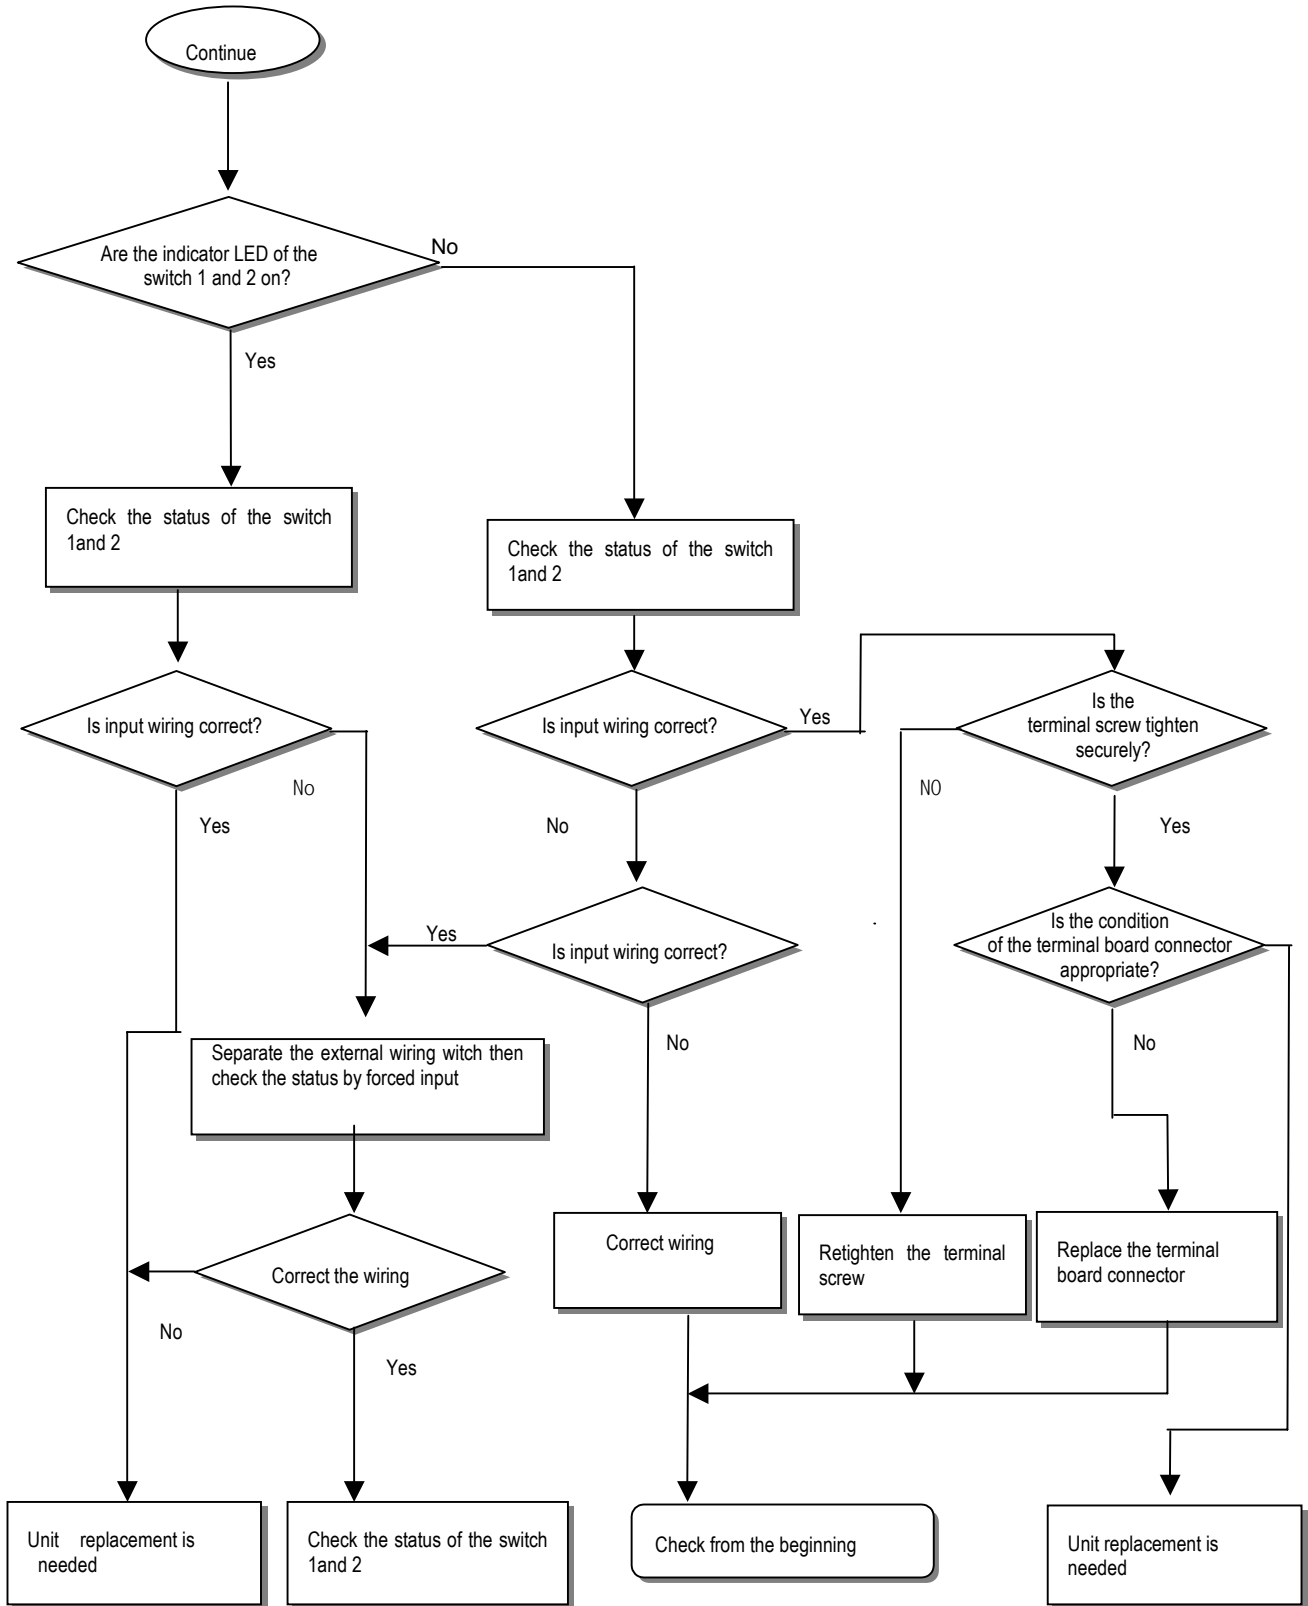 Continue
Are the indicator LED of the
switch 1 and 2 on?
No
Yes
Check the status of the switch
1and 2
Check the status of the switch
1and 2
Is input wiring correct?
No
Yes
Is input wiring correct?
Yes
No
Is the
terminal screw tighten
securely?
NO
Yes
Is input wiring correct?
Yes
No
Is the condition
of the terminal board connector
appropriate?
No
Separate the external wiring witch then
check the status by forced input
Correct the wiring
No
Yes
Correct wiring
Retighten the terminal
screw
Replace the terminal
board connector
Unit replacement is
needed
Check the status of the switch
1and 2
Check from the beginning
Unit replacement is
needed